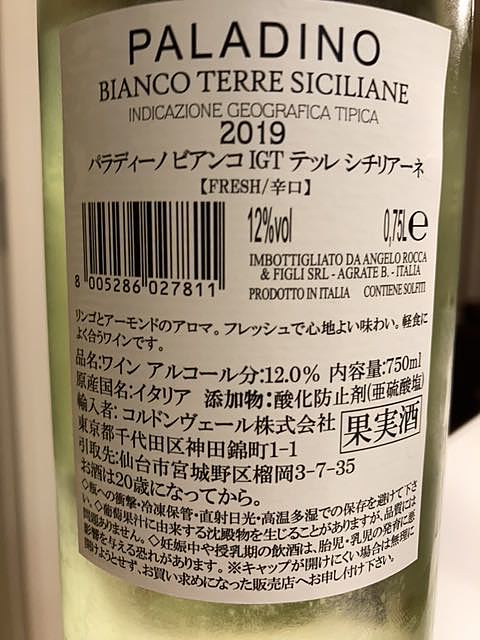 PALADINO
BIANCO TERRE SICILIANE
INDICAZIONE GEOGRAFICA TIPICA
2019
パラディーノ ビアンコ IGT テッレ シチリアーネ
【FRESH/辛口】
12%vol 0,75L e
IMBOTTIGLIATO DA ANGELO ROCCA
& FIGLI SRL - AGRATE B. - ITALIA
PRODOTTO IN ITALIA CONTIENE SOLFITI
8 005286 027811
リンゴとアーモンドのアロマ。フレッシュで心地よい味わい。軽食に
よく合うワインです。
品名:ワイン アルコール分:12.0% 内容量:750ml
原産国名:イタリア 添加物:酸化防止剤(亜硫酸塩)
輸入者:コルドンヴェール株式会社
東京都千代田区神田錦町1-1
果実酒
引取先:仙台市宮城野区榴岡3-7-35
お酒は20歳になってから。
◇瓶への衝撃・冷凍保管・直射日光・高温多湿での保存を避けて下さ
い。◇葡萄果汁に由来する沈殿物を生じることがありますが、品質には
問題ありません。◇妊娠中や授乳期の飲酒は、胎児・乳児の発育に悪
影響を与える恐れがあります。※キャップが開けにくい場合は無理に
開けようとせず、お買い求めになった販売店へお申し付け下さい。